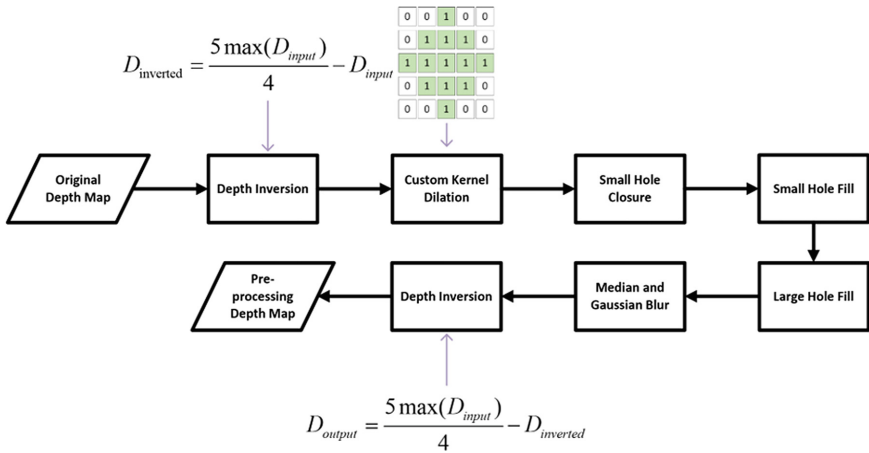 D_inverted = 5 max(D_input) / 4 − D_input
0 0 1 0 0
0 1 1 1 0
1 1 1 1 1
0 1 1 1 0
0 0 1 0 0
Original
Depth Map
Depth Inversion
Custom Kernel
Dilation
Small Hole
Closure
Small Hole Fill
Large Hole Fill
Median and
Gaussian Blur
Depth Inversion
Pre-
processing
Depth Map
D_output = 5 max(D_input) / 4 − D_inverted